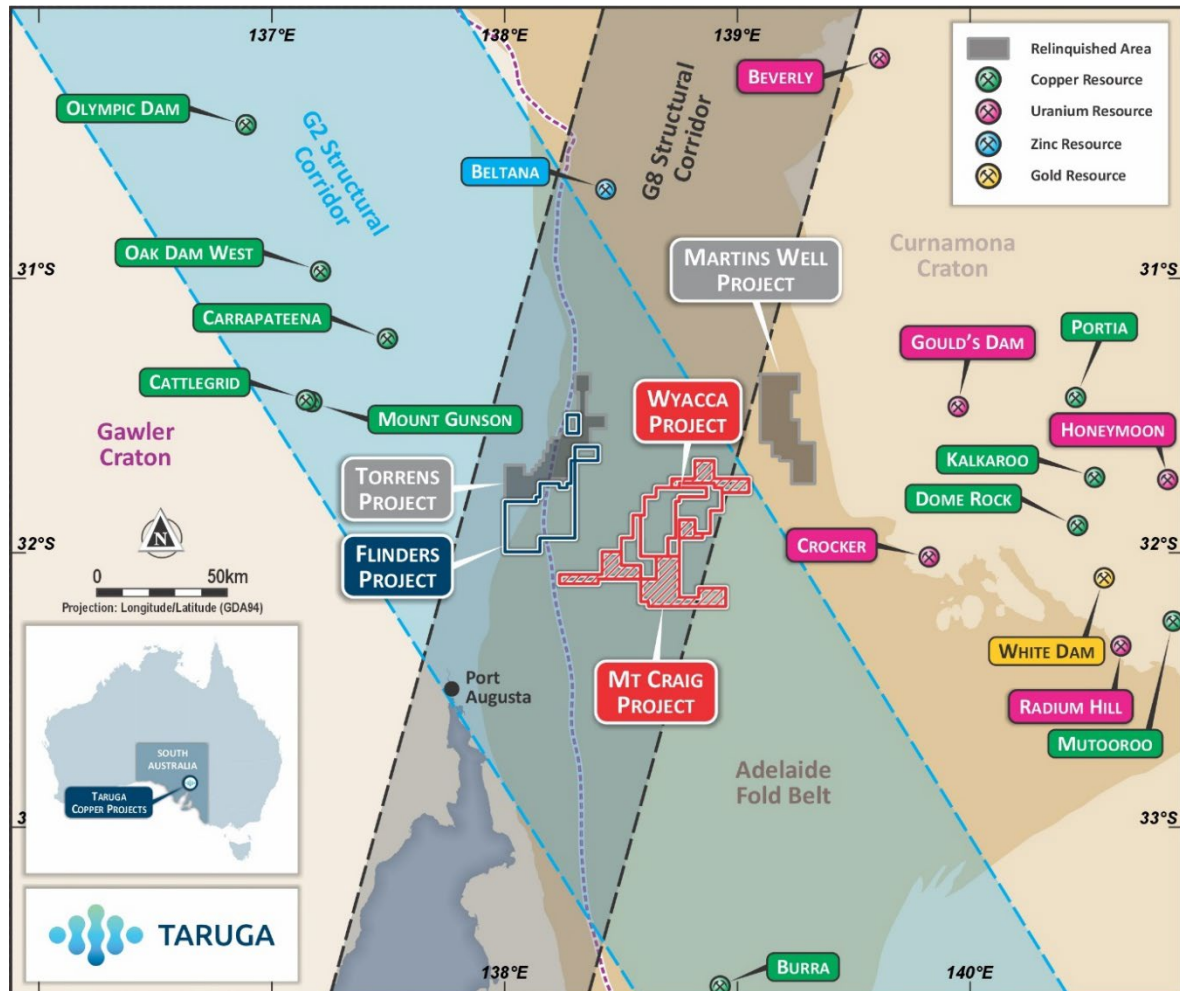 137°E
138°E
139°E
Relinquished Area
Copper Resource
Uranium Resource
Zinc Resource
Gold Resource
BEVERLY
OLYMPIC DAM
G2 Structural
Corridor
G8 Structural
Corridor
BELTANA
OAK DAM WEST
MARTINS WELL
PROJECT
CURNAMONA
CRATON
31°S
31°S
CARRAPATEENA
GOULD'S DAM
PORTIA
CATTLEGRID
MOUNT GUNSON
WYACCA
PROJECT
HONEYMOON
Gawler
Craton
TORRENS
PROJECT
KALKAROO
DOME ROCK
N
FLINDERS
PROJECT
CROCKER
32°S
32°S
0
50km
Projection: Longitude/Latitude (GDA94)
WHITE DAM
MT CRAIG
PROJECT
Port
Augusta
RADIUM HILL
MUTOOROO
SOUTH
AUSTRALIA
TARUGA
COPPER PROJECTS
Adelaide
Fold Belt
33°S
TARUGA
138°E
BURRA
140°E